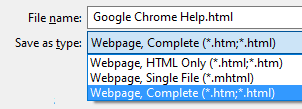 File name: Google Chrome Help.html
Save as type: Webpage, Complete (*.htm;*.html)
Webpage, HTML Only (*.html;*.htm)
Webpage, Single File (*.mhtml)
Webpage, Complete (*.htm;*.html)